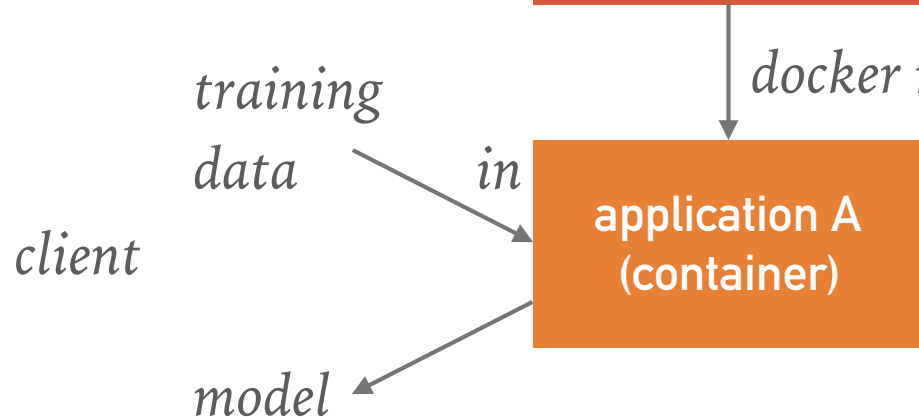 docker
training
data
in
application A
(container)
client
model